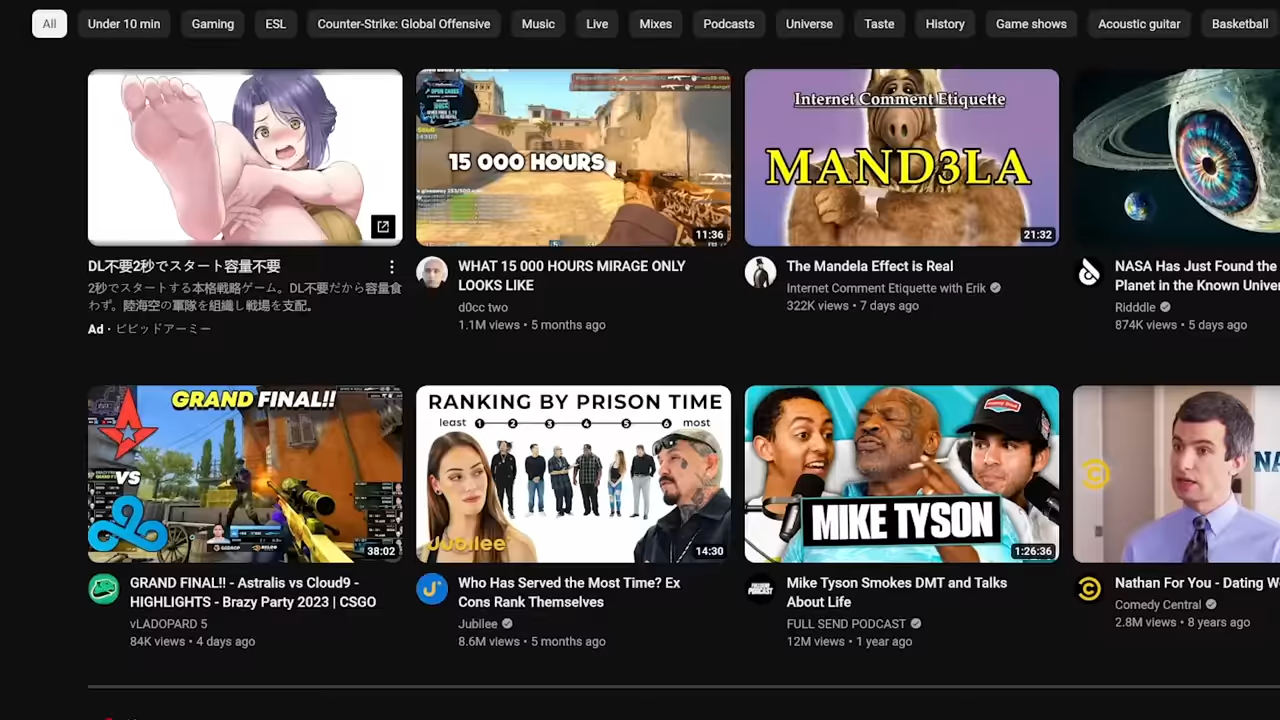 All
Under 10 min
Gaming
ESL
Counter-Strike: Global Offensive
Music
Live
Mixes
Podcasts
Universe
Taste
History
Game shows
Acoustic guitar
Basketball
DL不要2秒でスタート容量不要
2秒でスタートする本格戦略ゲーム。DL不要だから容量食
わず。陸海空の軍隊を組織し戦場を支配。
Ad・ビビッドアーミー
15 000 HOURS
11:36
WHAT 15 000 HOURS MIRAGE ONLY
LOOKS LIKE
d0cc two
1.1M views • 5 months ago
Internet Comment Etiquette
MAND3LA
21:32
The Mandela Effect is Real
Internet Comment Etiquette with Erik
322K views • 7 days ago
NASA Has Just Found the
Planet in the Known Univer
Ridddle
874K views • 5 days ago
GRAND FINAL!!
VS
38:02
GRAND FINAL!! - Astralis vs Cloud9 -
HIGHLIGHTS - Brazy Party 2023 | CSGO
vLADOPARD 5
84K views • 4 days ago
RANKING BY PRISON TIME
least 1 2 3 4 5 6 most
Jubilee
14:30
Who Has Served the Most Time? Ex
Cons Rank Themselves
Jubilee
8.6M views • 5 months ago
MIKE TYSON
1:26:36
Mike Tyson Smokes DMT and Talks
About Life
FULL SEND PODCAST
12M views • 1 year ago
NA
Nathan For You - Dating W
Comedy Central
2.8M views • 8 years ago